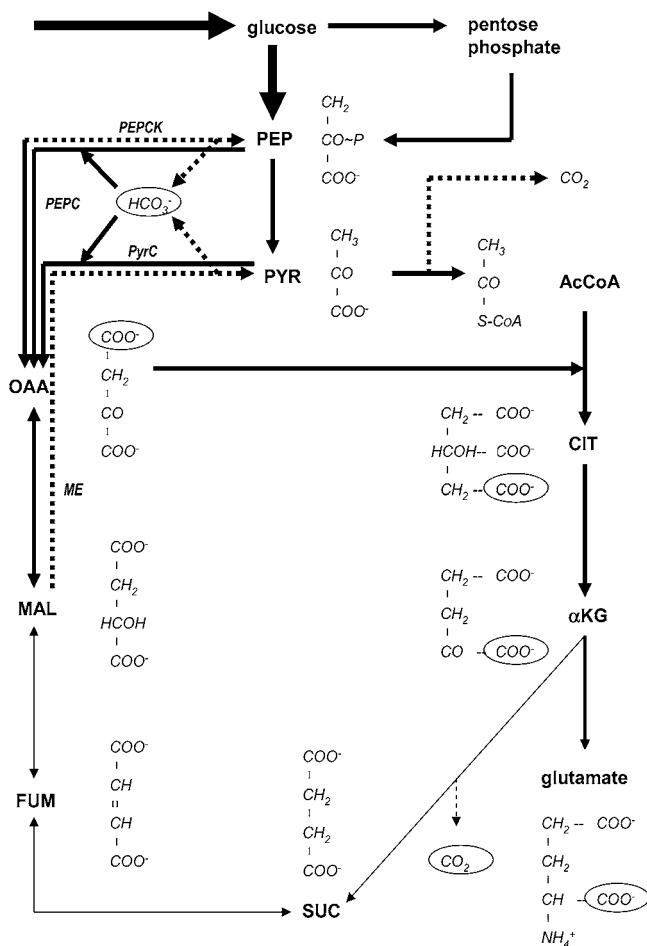 glucose
pentose
phosphate
PEPCK
PEP
CH2
CO~P
COO-
PEPC
HCO3-
CO2
PyrC
PYR
CH3
CO
COO-
CH3
CO
S-CoA
AcCoA
OAA
COO-
CH2
CO
COO-
CH2 -- COO-
HCOH-- COO-
CH2 -- COO-
CIT
ME
MAL
COO-
CH2
HCOH
COO-
CH2 -- COO-
CH2
CO -- COO-
αKG
FUM
COO-
CH
CH
COO-
COO-
CH2
CH2
COO-
SUC
CO2
glutamate
CH2 -- COO-
CH2
CH -- COO-
NH4+